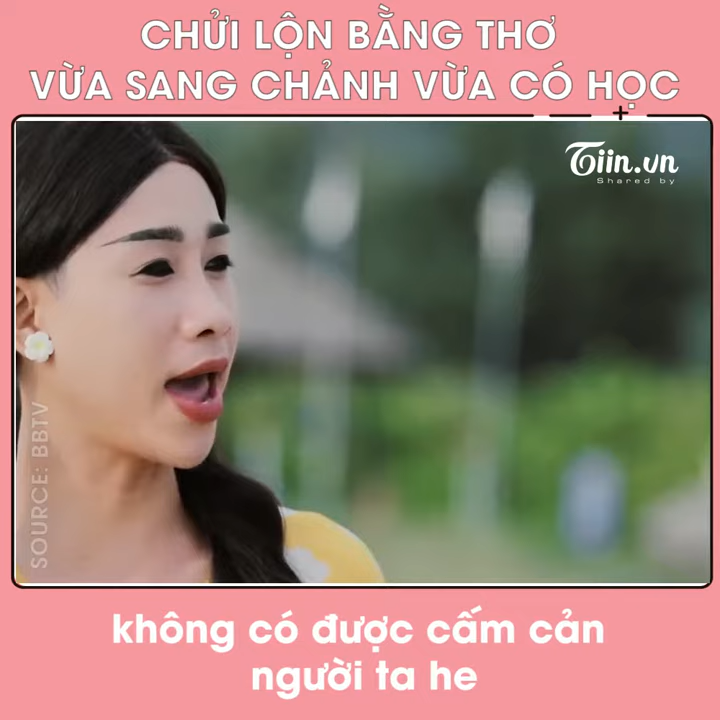 CHỬI LỘN BẰNG THƠ
VỪA SANG CHẢNH VỪA CÓ HỌC
Tiin.vn
Shared by
SOURCE: BBTV
không có được cấm cản
người ta he